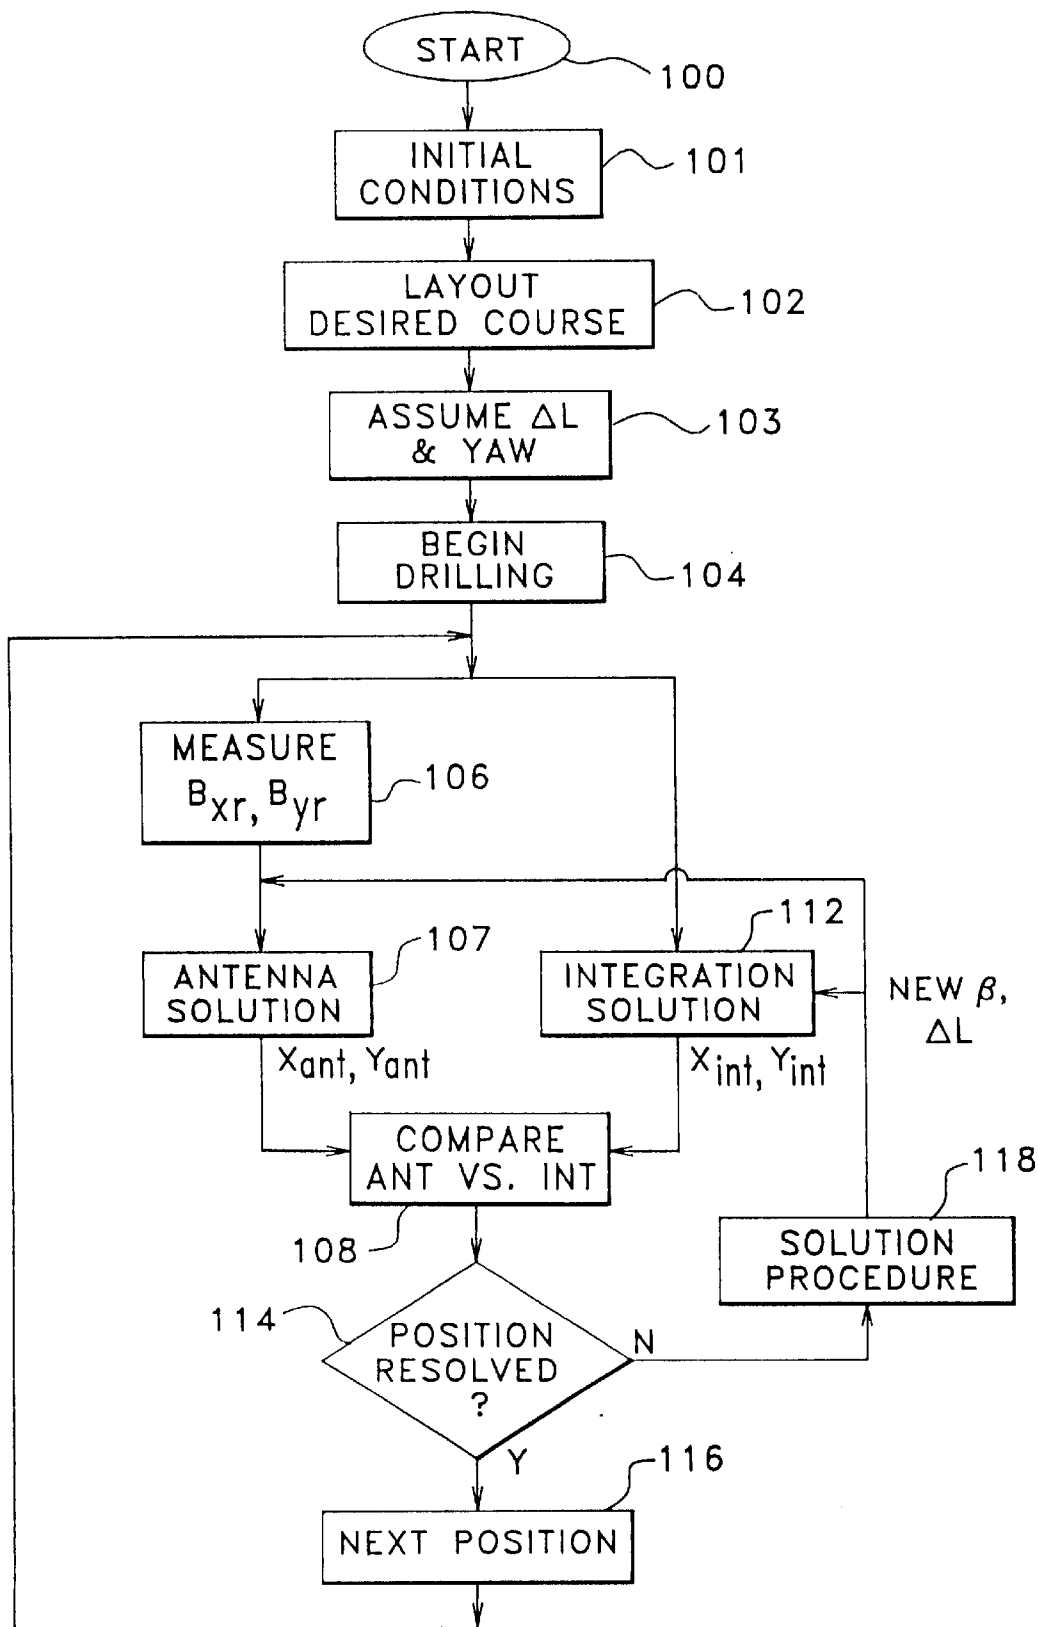 START
100
INITIAL
CONDITIONS
101
LAYOUT
DESIRED COURSE
102
ASSUME ΔL
& YAW
103
BEGIN
DRILLING
104
MEASURE
Bxr, Byr
106
ANTENNA
SOLUTION
107
INTEGRATION
SOLUTION
112
NEW β,
ΔL
Xant, Yant
Xint, Yint
COMPARE
ANT VS. INT
108
SOLUTION
PROCEDURE
118
POSITION
RESOLVED
?
114
N
Y
NEXT POSITION
116